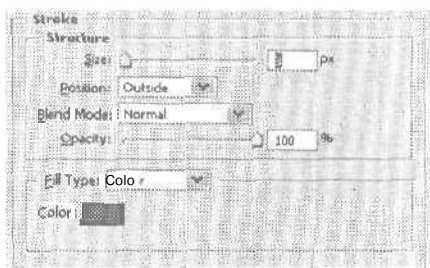 Stroke
Structure
Size: px
Position: Outside
Blend Mode: Normal
Opacity: 100 %
Fill Type: Color
Color: